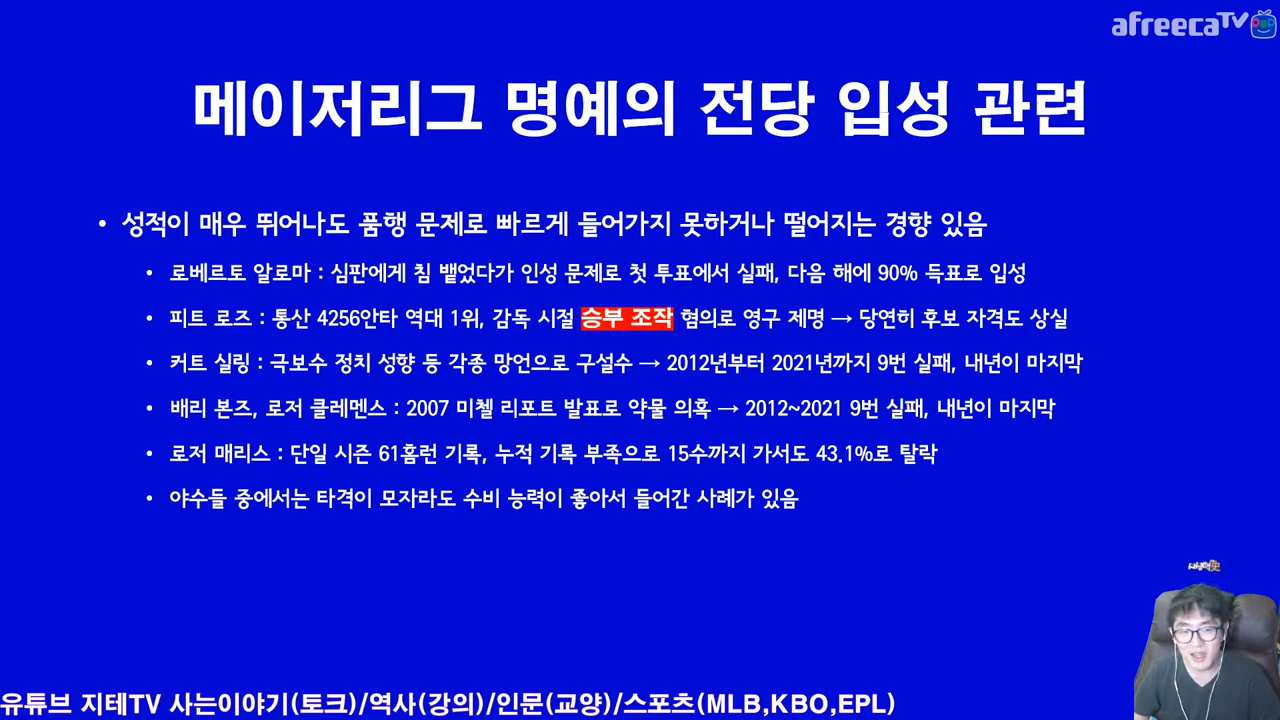 afreecaTV
메이저리그 명예의 전당 입성 관련
• 성적이 매우 뛰어나도 품행 문제로 빠르게 들어가지 못하거나 떨어지는 경향 있음
• 로베르토 알로마 : 심판에게 침 뱉었다가 인성 문제로 첫 투표에서 실패, 다음 해에 90% 득표로 입성
• 피트 로즈 : 통산 4256안타 역대 1위, 감독 시절 승부 조작 혐의로 영구 제명 → 당연히 후보 자격도 상실
• 커트 실링 : 극보수 정치 성향 등 각종 망언으로 구설수 → 2012년부터 2021년까지 9번 실패, 내년이 마지막
• 배리 본즈, 로저 클레멘스 : 2007 미첼 리포트 발표로 약물 의혹 → 2012~2021 9번 실패, 내년이 마지막
• 로저 매리스 : 단일 시즌 61홈런 기록, 누적 기록 부족으로 15수까지 가서도 43.1%로 탈락
• 야수들 중에서는 타격이 모자라도 수비 능력이 좋아서 들어간 사례가 있음
유튜브 지테TV 사는이야기(토크)/역사(강의)/인문(교양)/스포츠(MLB,KBO,EPL)